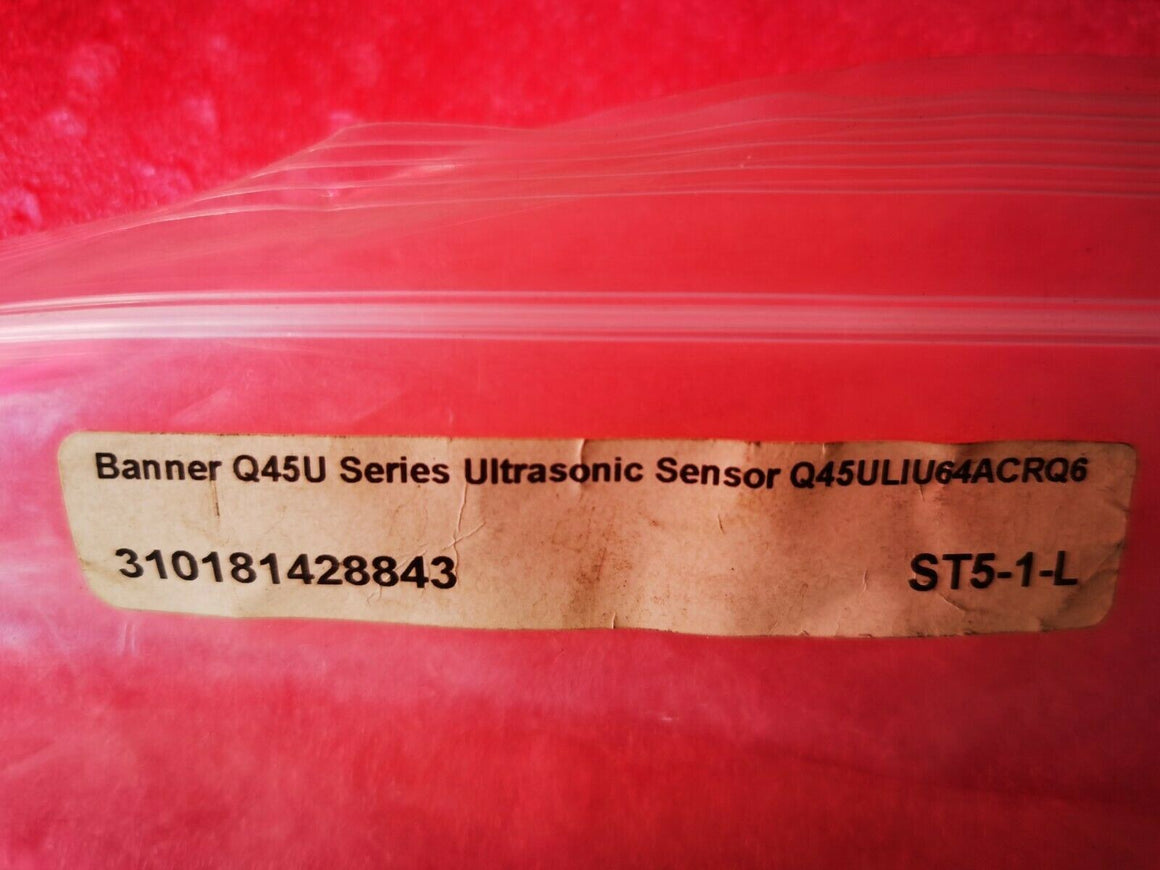 Banner Q45U Series Ultrasonic Sensor Q45ULIU64ACRQ6
310181428843 ST5-1-L